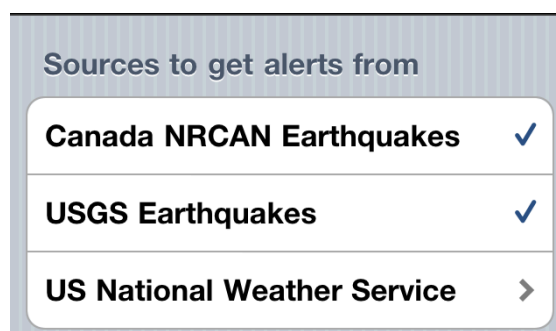 Sources to get alerts from
Canada NRCAN Earthquakes
USGS Earthquakes
US National Weather Service